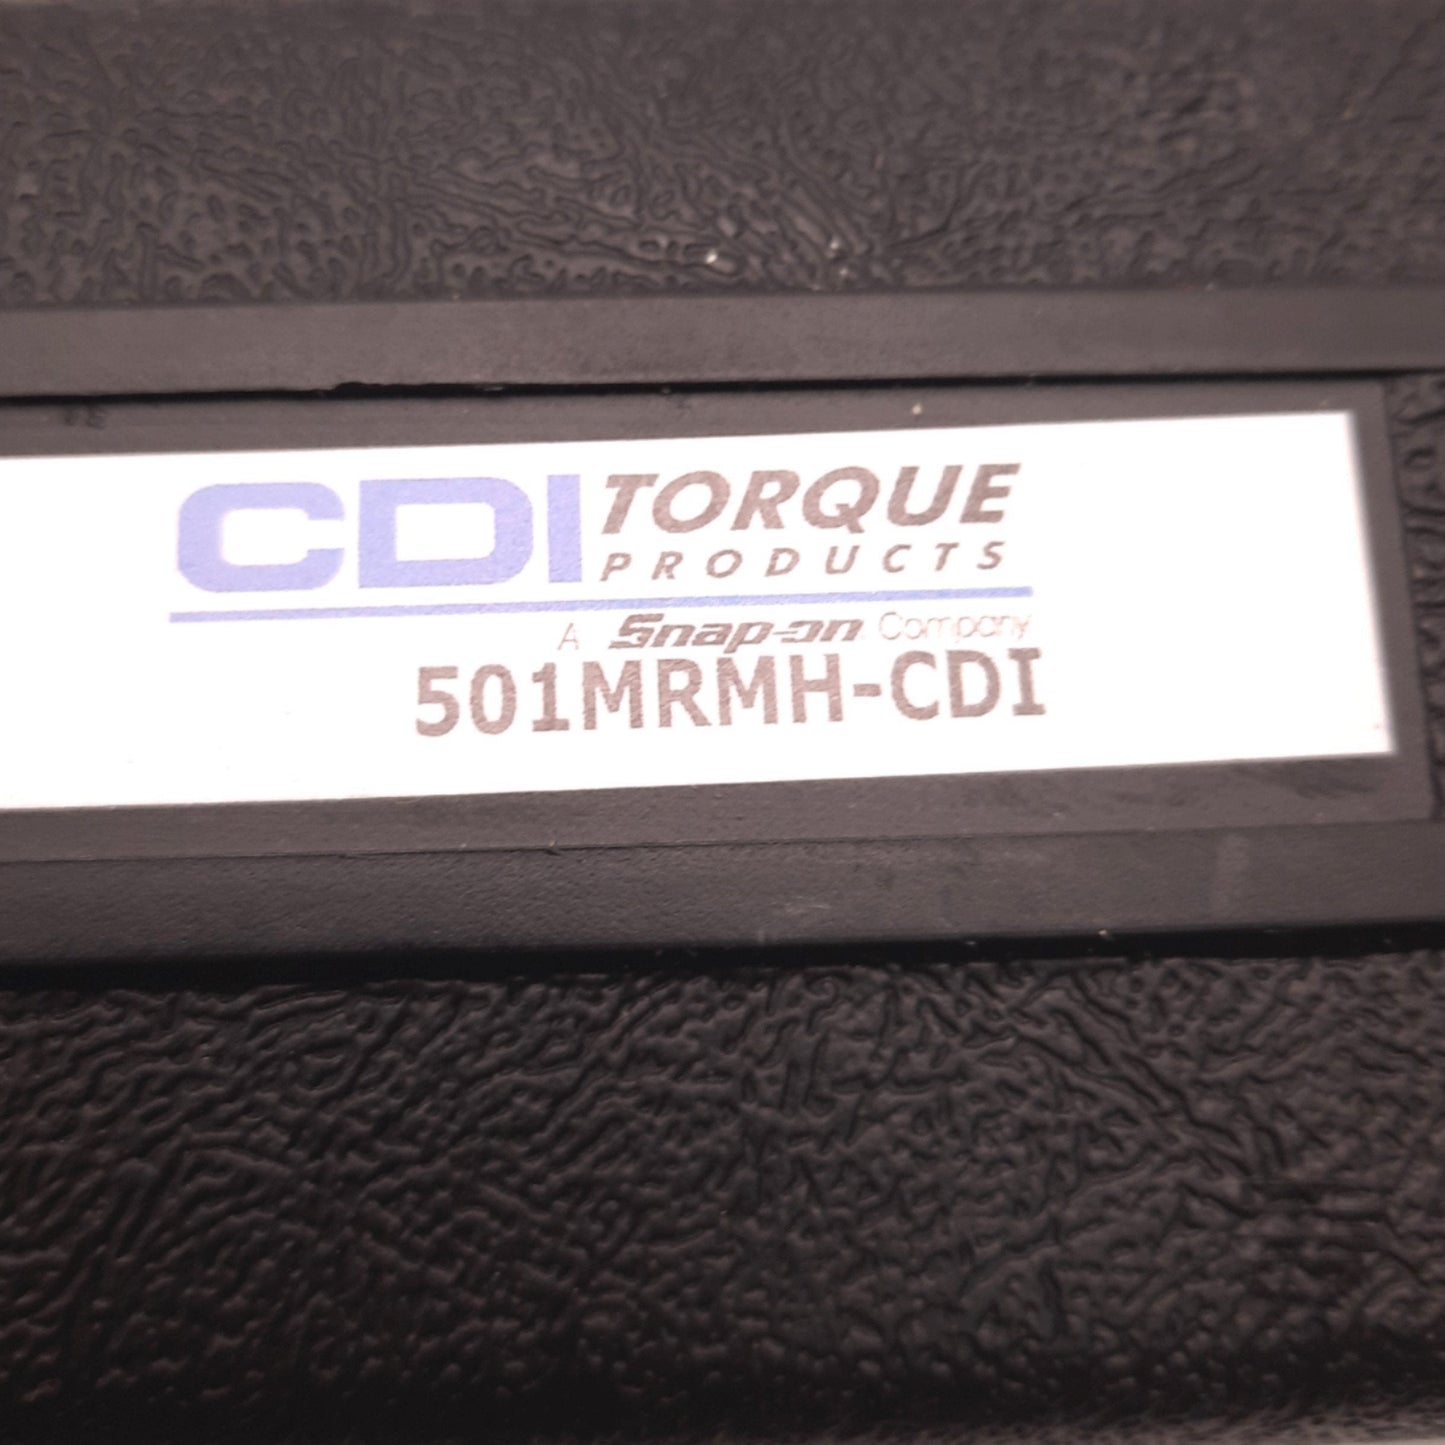 CDI TORQUE
PRODUCTS
A Snap-on Company
501MRMH-CDI